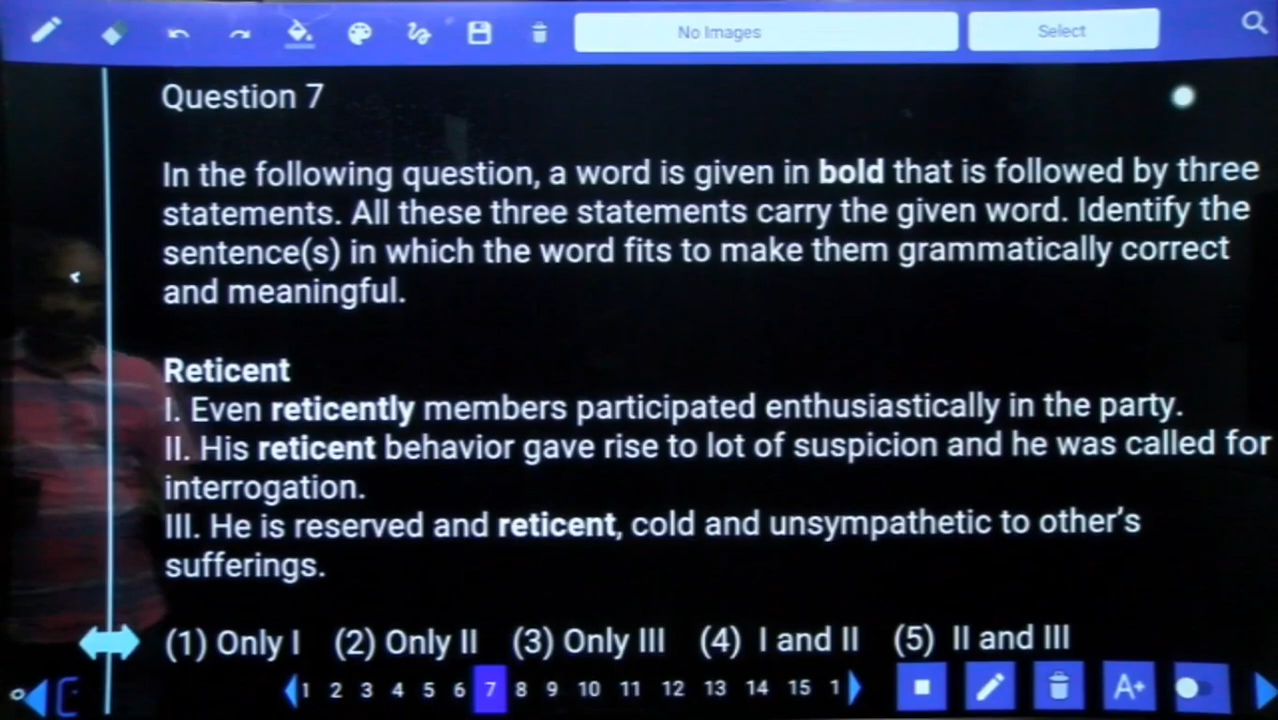 No Images
Select
Question 7
In the following question, a word is given in bold that is followed by three
statements. All these three statements carry the given word. Identify the
sentence(s) in which the word fits to make them grammatically correct
and meaningful.
Reticent
I. Even reticently members participated enthusiastically in the party.
II. His reticent behavior gave rise to lot of suspicion and he was called for
interrogation.
III. He is reserved and reticent, cold and unsympathetic to other's
sufferings.
(1) Only I (2) Only II (3) Only III (4) I and II (5) II and III
1 2 3 4 5 6 7 8 9 10 11 12 13 14 15 1
A+